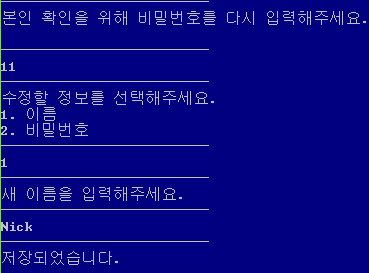 본인 확인을 위해 비밀번호를 다시 입력해주세요.
11
수정할 정보를 선택해주세요.
1. 이름
2. 비밀번호
1
새 이름을 입력해주세요.
Nick
저장되었습니다.